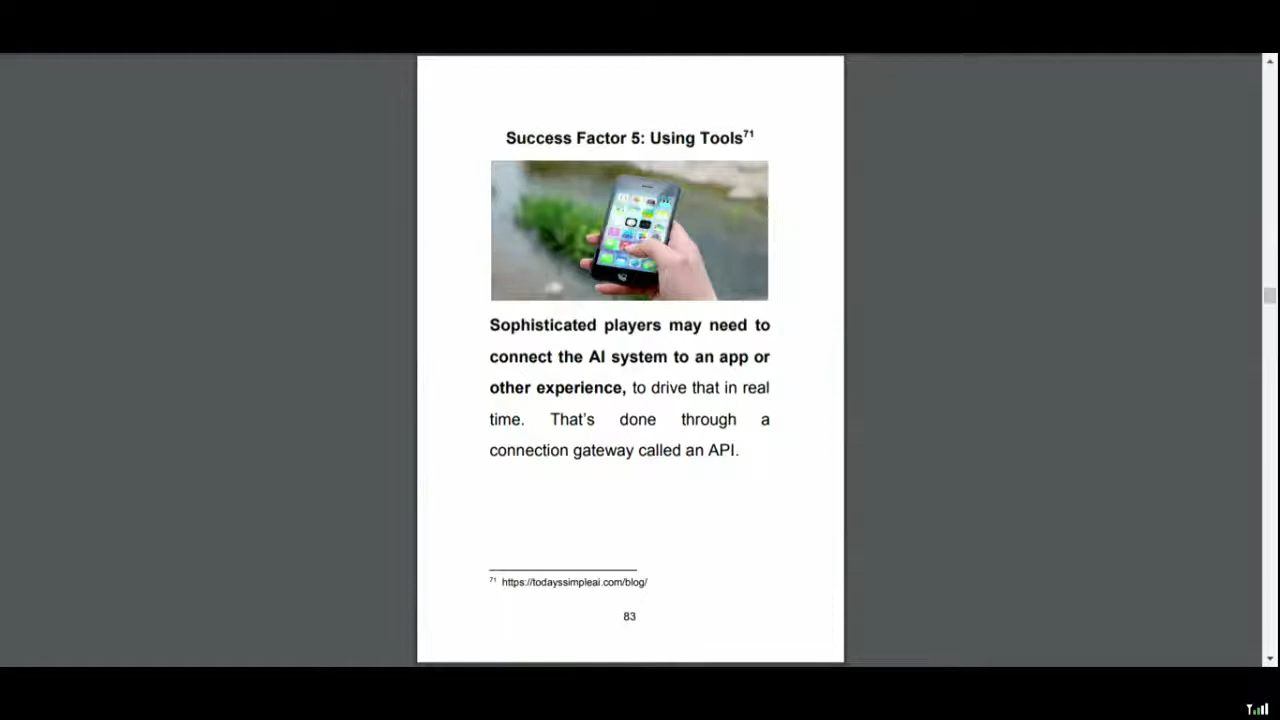 Success Factor 5: Using Tools71
Sophisticated players may need to
connect the AI system to an app or
other experience, to drive that in real
time. That's done through a
connection gateway called an API.
71 https://todayssimpleai.com/blog/
83